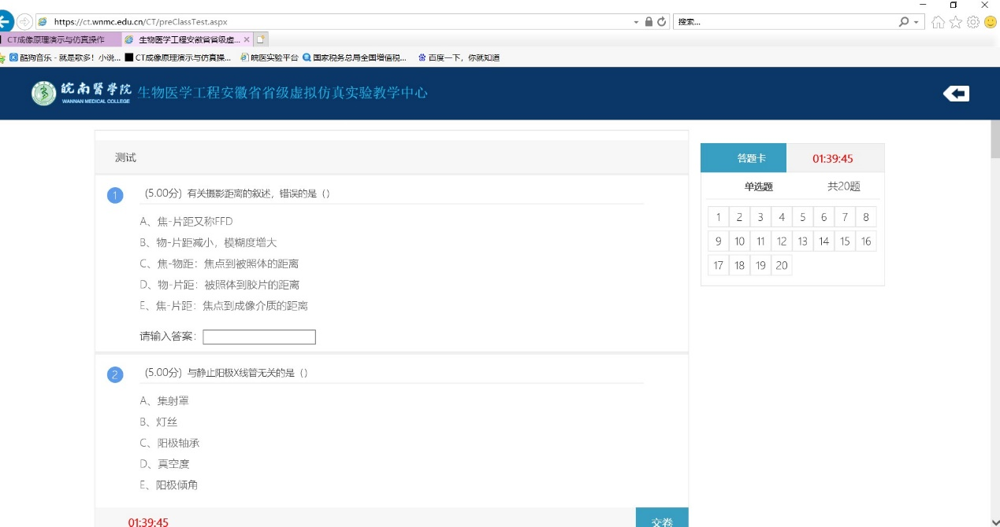 https://ct.wnmc.edu.cn/CT/preClassTest.aspx
搜索...
CT成像原理演示与仿真操作
生物医学工程安徽省省级虚...
酷狗音乐 - 就是歌多！小说...
CT成像原理演示与仿真操...
皖医实验平台
国家税务总局全国增值税...
百度一下，你就知道
皖南醫學院
WANNAN MEDICAL COLLEGE
生物医学工程安徽省省级虚拟仿真实验教学中心
测试
1 （5.00分）有关摄影距离的叙述，错误的是（）
A、焦-片距又称FFD
B、物-片距减小，模糊度增大
C、焦-物距：焦点到被照体的距离
D、物-片距：被照体到胶片的距离
E、焦-片距：焦点到成像介质的距离
请输入答案：
2 （5.00分）与静止阳极X线管无关的是（）
A、集射罩
B、灯丝
C、阳极轴承
D、真空度
E、阳极倾角
01:39:45
交卷
答题卡 01:39:45
单选题 共20题
1 2 3 4 5 6 7 8
9 10 11 12 13 14 15 16
17 18 19 20